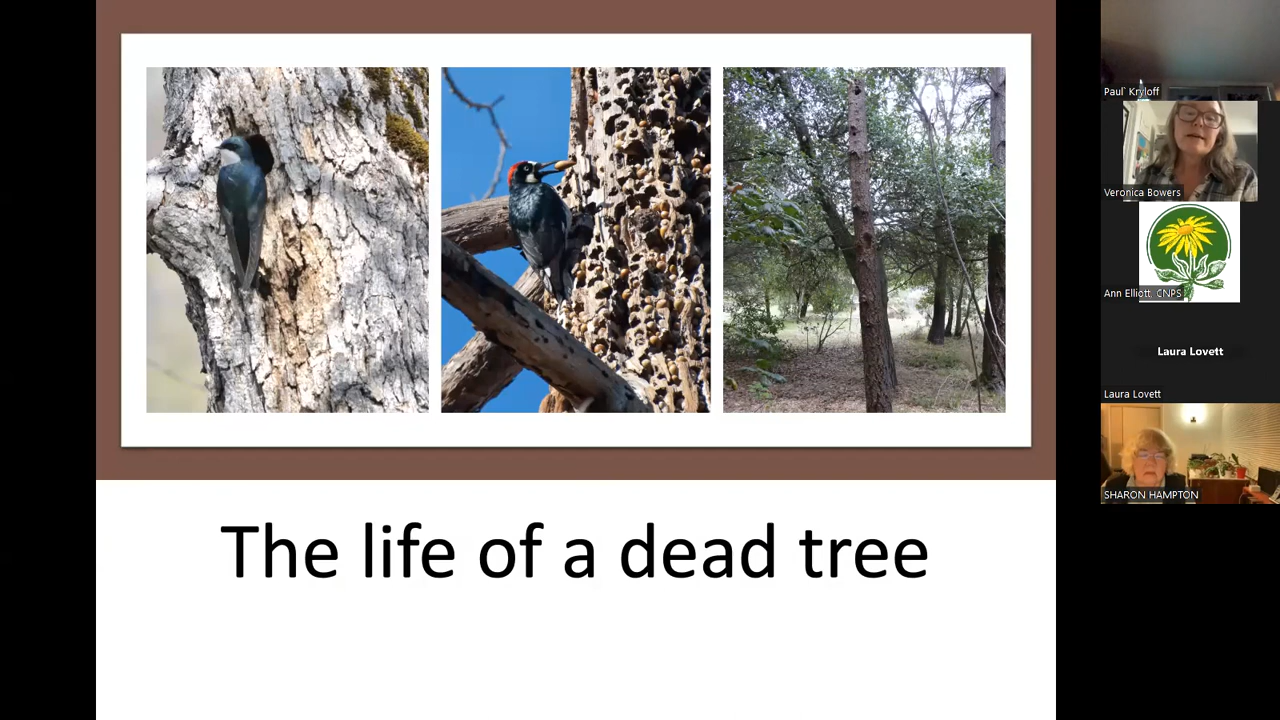 The life of a dead tree
Paul` Kryloff
Veronica Bowers
Ann Elliott, CNPS
Laura Lovett
Laura Lovett
SHARON HAMPTON